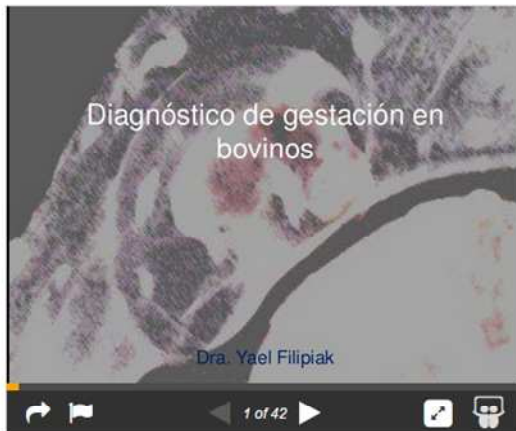 Diagnóstico de gestación en
bovinos
Dra. Yael Filipiak
1 of 42